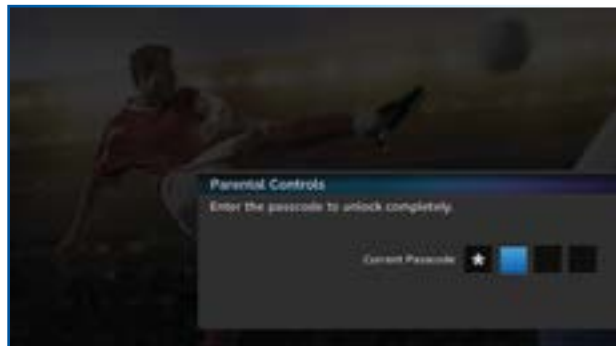 Parental Controls
Enter the passcode to unlock completely.
Current Passcode *